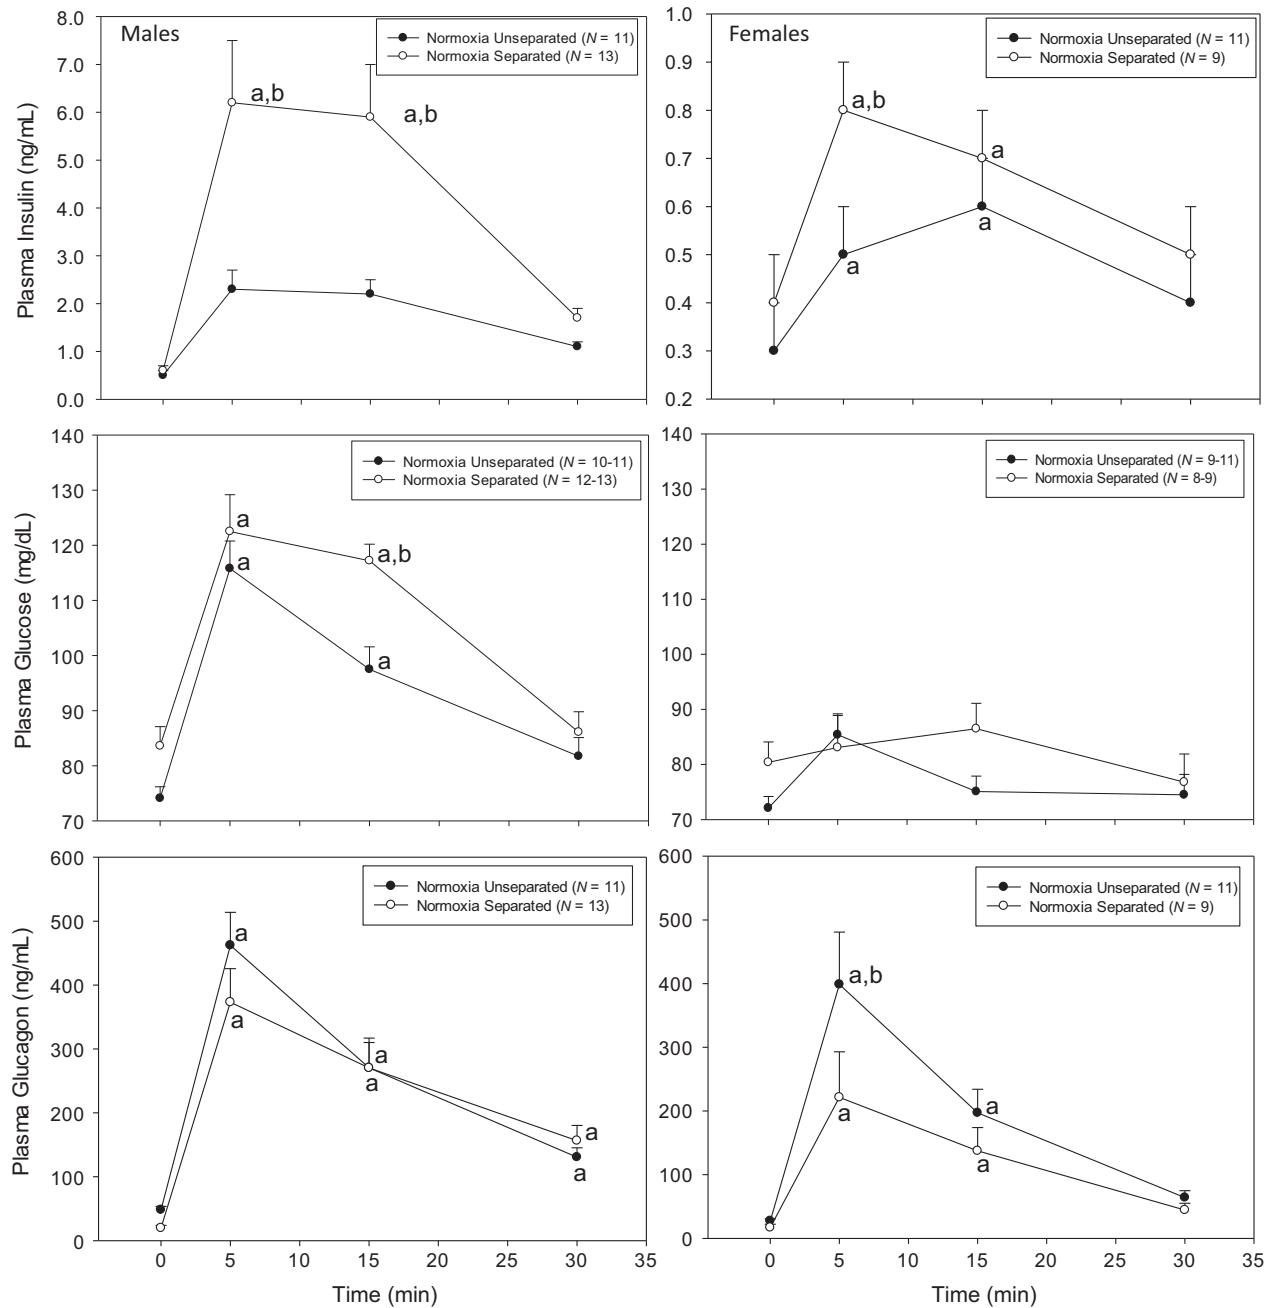 Males
Normoxia Unseparated (N = 11)
Normoxia Separated (N = 13)
Plasma Insulin (ng/mL)
8.0
7.0
6.0
5.0
4.0
3.0
2.0
1.0
0.0
a,b
a,b
Females
Normoxia Unseparated (N = 11)
Normoxia Separated (N = 9)
1.0
0.9
0.8
0.7
0.6
0.5
0.4
0.3
0.2
a,b
a
a
a
Normoxia Unseparated (N = 10-11)
Normoxia Separated (N = 12-13)
Plasma Glucose (mg/dL)
140
130
120
110
100
90
80
70
a
a
a,b
a
Normoxia Unseparated (N = 9-11)
Normoxia Separated (N = 8-9)
140
130
120
110
100
90
80
70
Normoxia Unseparated (N = 11)
Normoxia Separated (N = 13)
Plasma Glucagon (ng/mL)
600
500
400
300
200
100
0
a
a
a
a
a
a
0 5 10 15 20 25 30 35
Time (min)
Normoxia Unseparated (N = 11)
Normoxia Separated (N = 9)
600
500
400
300
200
100
0
a,b
a
a
a
0 5 10 15 20 25 30 35
Time (min)